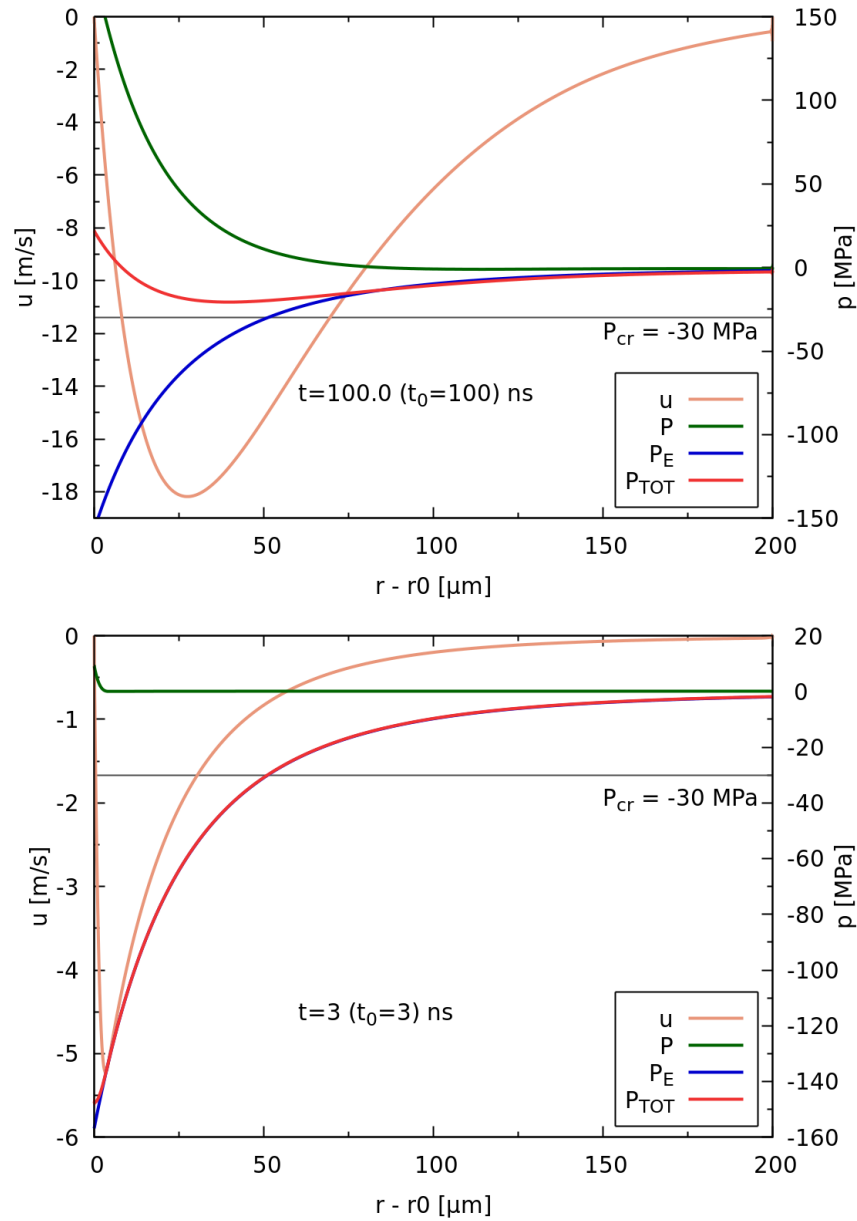 0
-2
-4
-6
-8
-10
-12
-14
-16
-18
u [m/s]
150
100
50
0
-50
-100
-150
p [MPa]
P_cr = -30 MPa
t=100.0 (t_0=100) ns
u
P
P_E
P_TOT
0 50 100 150 200
r - r0 [μm]
0
-1
-2
-3
-4
-5
-6
u [m/s]
20
0
-20
-40
-60
-80
-100
-120
-140
-160
p [MPa]
P_cr = -30 MPa
t=3 (t_0=3) ns
u
P
P_E
P_TOT
0 50 100 150 200
r - r0 [μm]